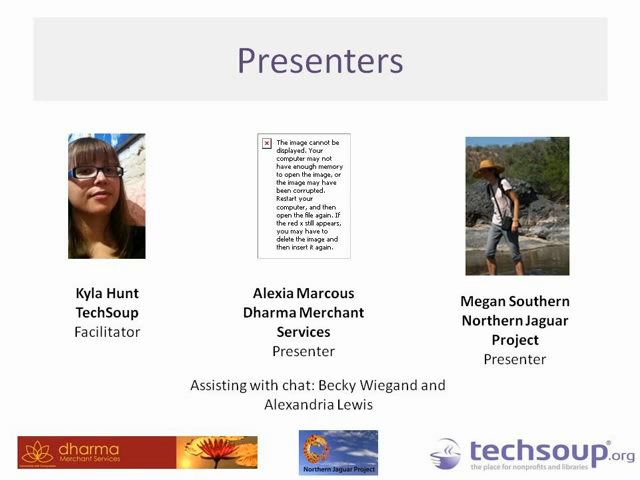 Presenters
The image cannot be
displayed. Your
computer may not
have enough memory
to open the image, or
the image may have
been corrupted.
Restart your
computer, and then
open the file again. If
the red x still appears,
you may have to
delete the image and
then insert it again.
Kyla Hunt
TechSoup
Facilitator
Alexia Marcous
Dharma Merchant
Services
Presenter
Megan Southern
Northern Jaguar
Project
Presenter
Assisting with chat: Becky Wiegand and
Alexandria Lewis
dharma
Merchant Services
Northern Jaguar Project
techsoup.org
the place for nonprofits and libraries